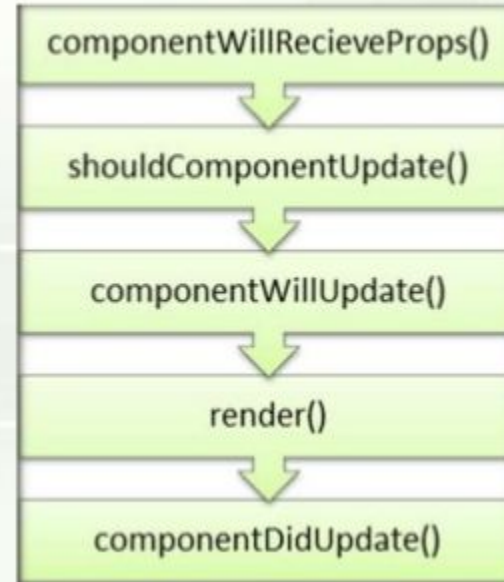 componentWillRecieveProps()
shouldComponentUpdate()
componentWillUpdate()
render()
componentDidUpdate()